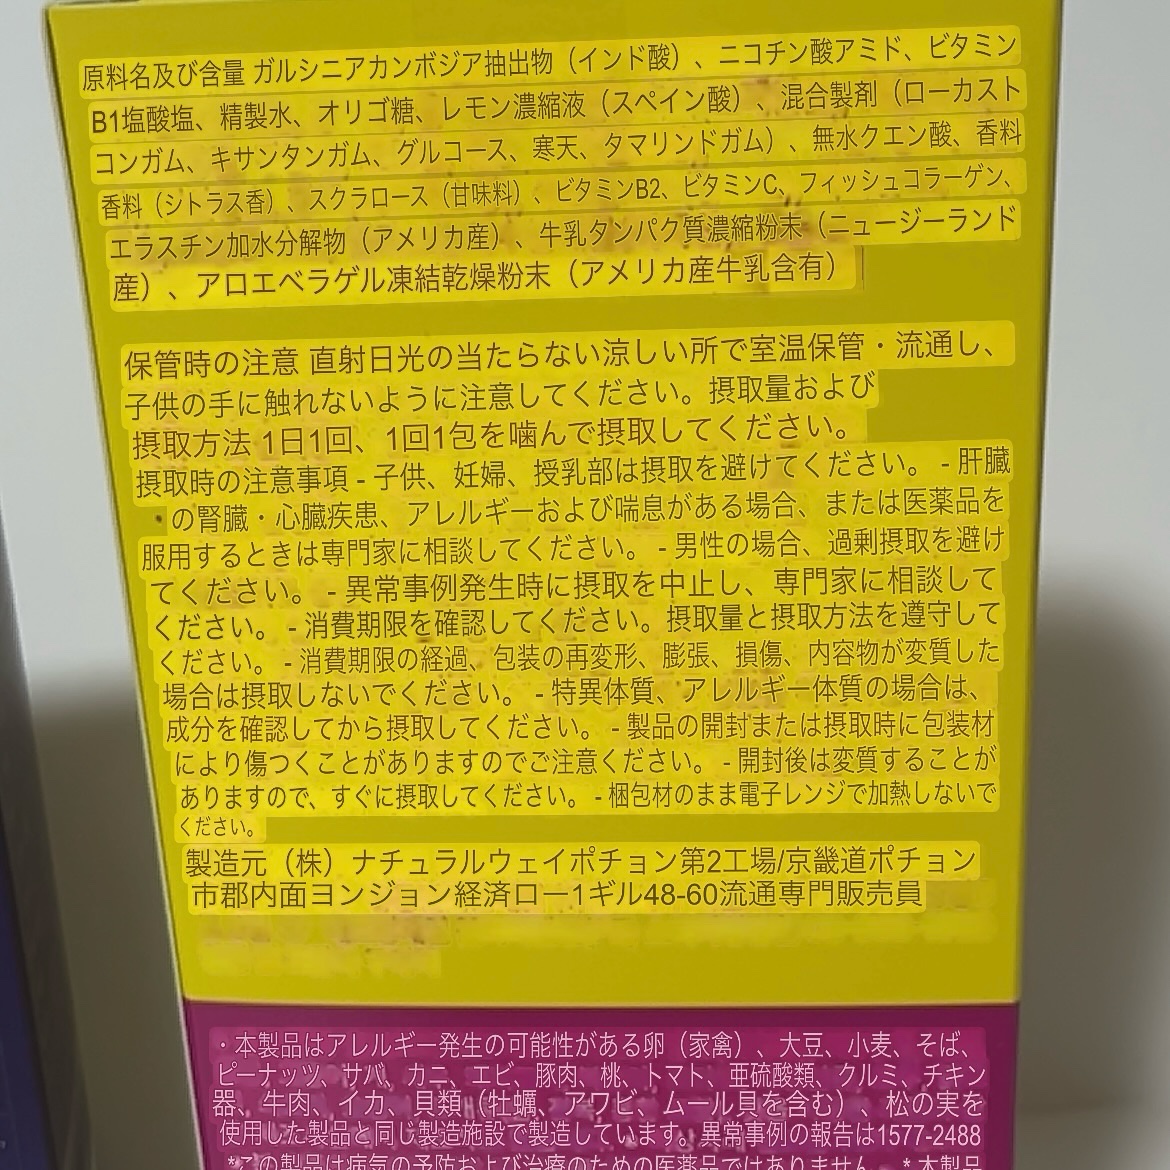 原料名及び含量 ガルシニアカンボジア抽出物（インド酸）、ニコチン酸アミド、ビタミン
B1塩酸塩、精製水、オリゴ糖、レモン濃縮液（スペイン酸）、混合製剤（ローカスト
コンガム、キサンタンガム、グルコース、寒天、タマリンドガム）、無水クエン酸、香料
香料（シトラス香）、スクラロース（甘味料）、ビタミンB2、ビタミンC、フィッシュコラーゲン、
エラスチン加水分解物（アメリカ産）、牛乳タンパク質濃縮粉末（ニュージーランド
産）、アロエベラゲル凍結乾燥粉末（アメリカ産牛乳含有）
保管時の注意 直射日光の当たらない涼しい所で室温保管・流通し、
子供の手に触れないように注意してください。摂取量および
摂取方法 1日1回、1回1包を噛んで摂取してください。
摂取時の注意事項 - 子供、妊婦、授乳部は摂取を避けてください。 - 肝臓
・の腎臓・心臓疾患、アレルギーおよび喘息がある場合、または医薬品を
服用するときは専門家に相談してください。 - 男性の場合、過剰摂取を避け
てください。 - 異常事例発生時に摂取を中止し、専門家に相談して
ください。 - 消費期限を確認してください。摂取量と摂取方法を遵守して
ください。 - 消費期限の経過、包装の再変形、膨張、損傷、内容物が変質した
場合は摂取しないでください。 - 特異体質、アレルギー体質の場合は、
成分を確認してから摂取してください。 - 製品の開封または摂取時に包装材
により傷つくことがありますのでご注意ください。 - 開封後は変質することが
ありますので、すぐに摂取してください。 - 梱包材のまま電子レンジで加熱しないで
ください。
製造元（株）ナチュラルウェイポチョン第2工場/京畿道ポチョン
市郡内面ヨンジョン経済ロー1ギル48-60流通専門販売員
・本製品はアレルギー発生の可能性がある卵（家禽）、大豆、小麦、そば、
ピーナッツ、サバ、カニ、エビ、豚肉、桃、トマト、亜硫酸類、クルミ、チキン
器、牛肉、イカ、貝類（牡蠣、アワビ、ムール貝を含む）、松の実を
使用した製品と同じ製造施設で製造しています。異常事例の報告は1577-2488
*この製品は病気の予防および治療のための医薬品ではありません。 * 本製品